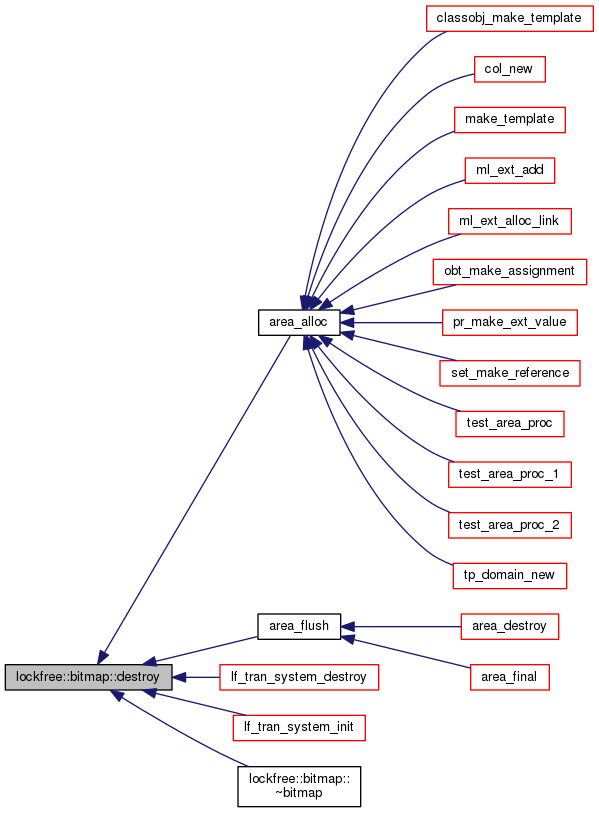 classobj_make_template
col_new
make_template
ml_ext_add
ml_ext_alloc_link
obt_make_assignment
area_alloc
pr_make_ext_value
set_make_reference
test_area_proc
test_area_proc_1
test_area_proc_2
tp_domain_new
area_flush
area_destroy
lockfree::bitmap::destroy
lf_tran_system_destroy
area_final
lf_tran_system_init
lockfree::bitmap::
~bitmap